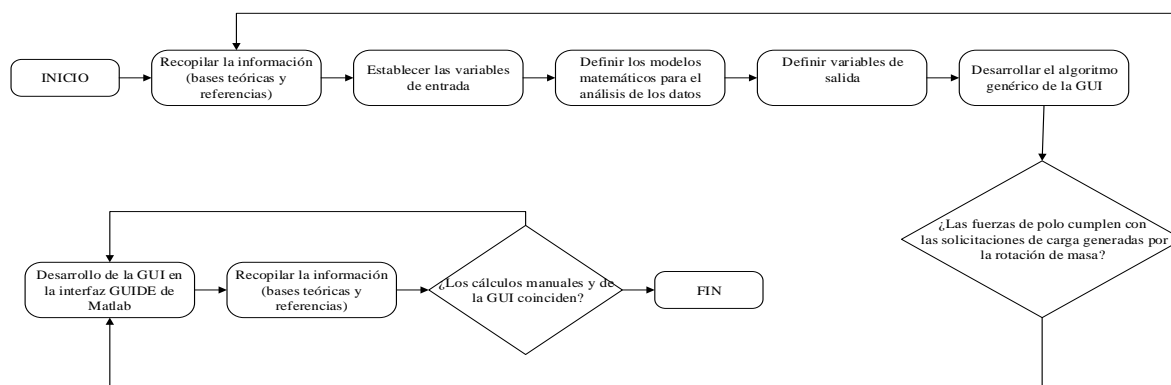 INICIO
Recopilar la información
(bases teóricas y
referencias)
Establecer las variables
de entrada
Definir los modelos
matemáticos para el
análisis de los datos
Definir variables de
salida
Desarrollar el algoritmo
genérico de la GUI
¿Las fuerzas de polo cumplen con
las solicitaciones de carga generadas por
la rotación de masa?
Desarrollo de la GUI en
la interfaz GUIDE de
Matlab
Recopilar la información
(bases teóricas y
referencias)
¿Los cálculos manuales y de
la GUI coinciden?
FIN